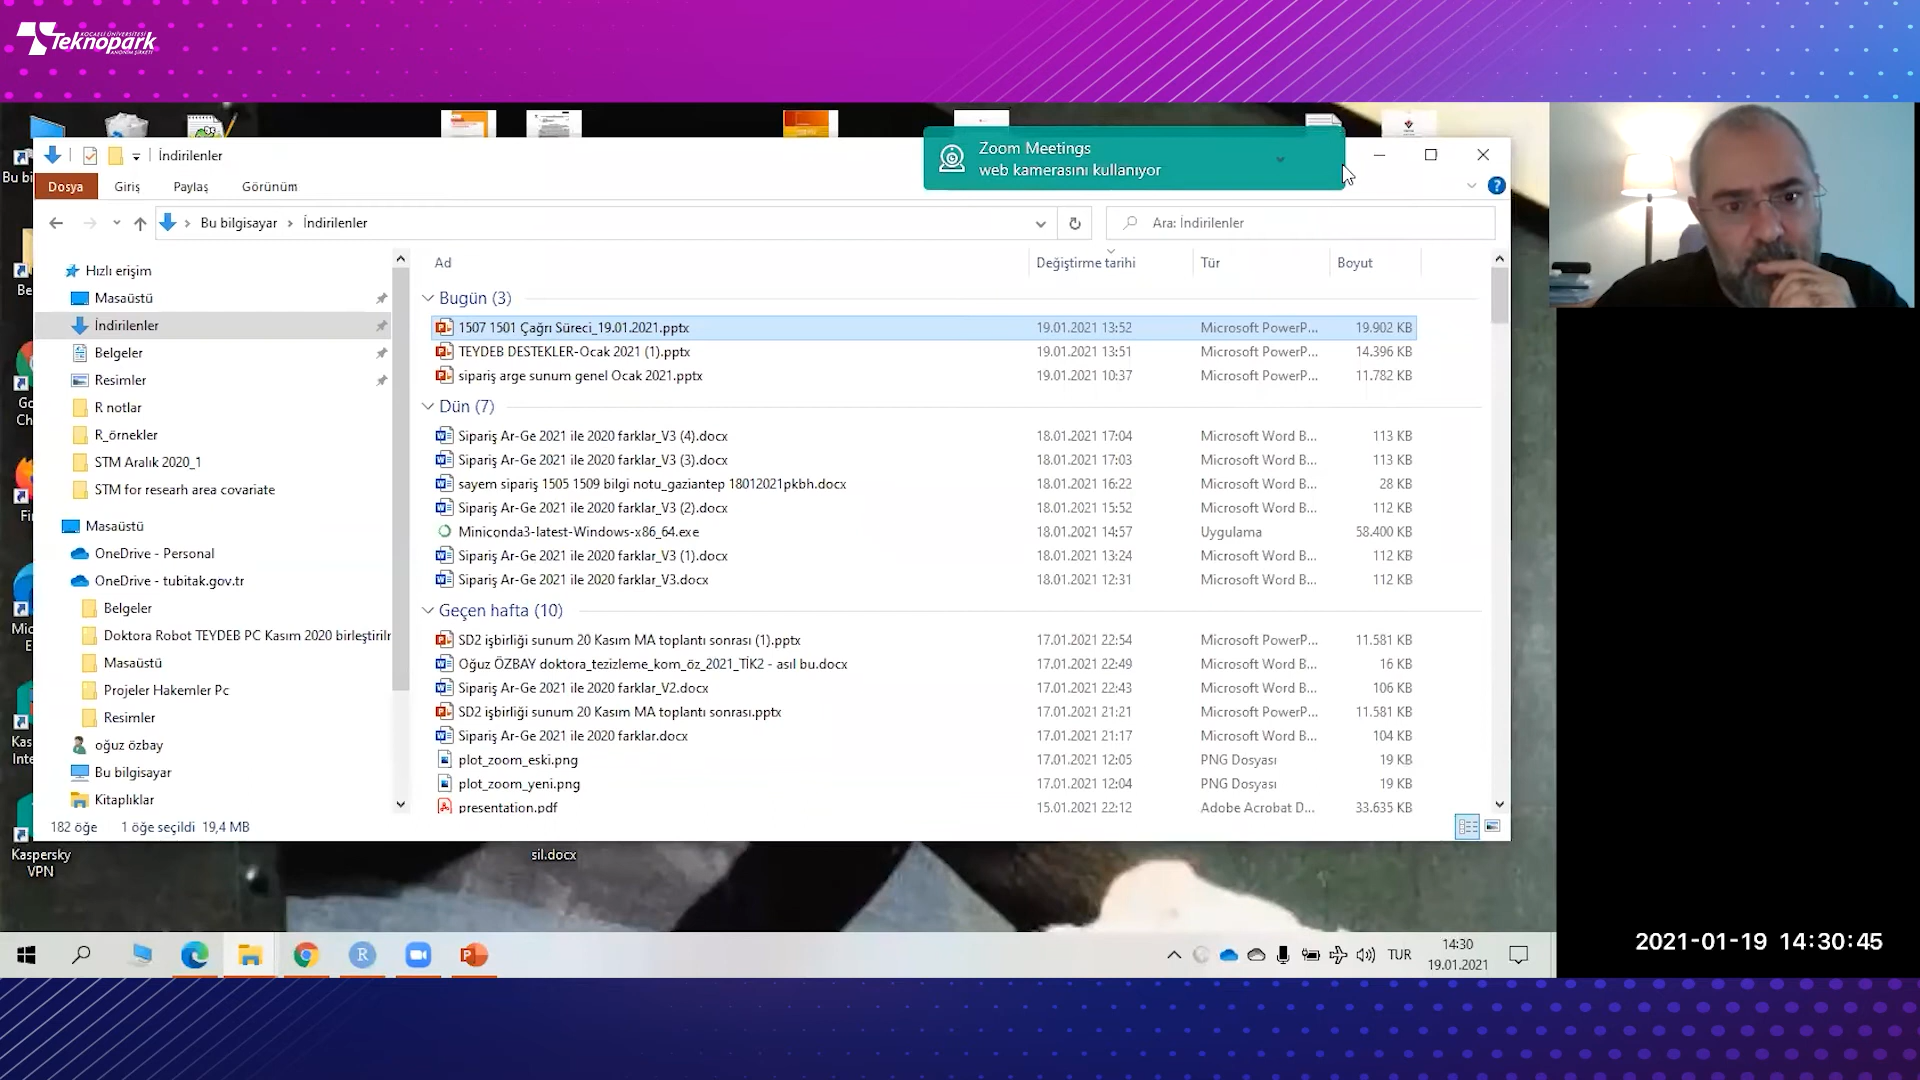 KOCAELİ ÜNİVERSİTESİ
Teknopark
ANONİM ŞİRKETİ
İndirilenler
Zoom Meetings
web kamerasını kullanıyor
Dosya Giriş Paylaş Görünüm
Bu bilgisayar İndirilenler
Ara: İndirilenler
Hızlı erişim
Masaüstü
İndirilenler
Belgeler
Resimler
R notlar
R_örnekler
STM Aralık 2020_1
STM for researh area covariate
Masaüstü
OneDrive - Personal
OneDrive - tubitak.gov.tr
Belgeler
Doktora Robot TEYDEB PC Kasım 2020 birleştirilr
Masaüstü
Projeler Hakemler Pc
Resimler
oğuz özbay
Bu bilgisayar
Kitaplıklar
Ad Değiştirme tarihi Tür Boyut
Bugün (3)
1507 1501 Çağrı Süreci_19.01.2021.pptx 19.01.2021 13:52 Microsoft PowerP... 19.902 KB
TEYDEB DESTEKLER-Ocak 2021 (1).pptx 19.01.2021 13:51 Microsoft PowerP... 14.396 KB
sipariş arge sunum genel Ocak 2021.pptx 19.01.2021 10:37 Microsoft PowerP... 11.782 KB
Dün (7)
Sipariş Ar-Ge 2021 ile 2020 farklar_V3 (4).docx 18.01.2021 17:04 Microsoft Word B... 113 KB
Sipariş Ar-Ge 2021 ile 2020 farklar_V3 (3).docx 18.01.2021 17:03 Microsoft Word B... 113 KB
sayem sipariş 1505 1509 bilgi notu_gaziantep 18012021pkbh.docx 18.01.2021 16:22 Microsoft Word B... 28 KB
Sipariş Ar-Ge 2021 ile 2020 farklar_V3 (2).docx 18.01.2021 15:52 Microsoft Word B... 112 KB
Miniconda3-latest-Windows-x86_64.exe 18.01.2021 14:57 Uygulama 58.400 KB
Sipariş Ar-Ge 2021 ile 2020 farklar_V3 (1).docx 18.01.2021 13:24 Microsoft Word B... 112 KB
Sipariş Ar-Ge 2021 ile 2020 farklar_V3.docx 18.01.2021 12:31 Microsoft Word B... 112 KB
Geçen hafta (10)
SD2 işbirliği sunum 20 Kasım MA toplantı sonrası (1).pptx 17.01.2021 22:54 Microsoft PowerP... 11.581 KB
Oğuz ÖZBAY doktora_tezizleme_kom_öz_2021_TİK2 - asıl bu.docx 17.01.2021 22:49 Microsoft Word B... 16 KB
Sipariş Ar-Ge 2021 ile 2020 farklar_V2.docx 17.01.2021 22:43 Microsoft Word B... 106 KB
SD2 işbirliği sunum 20 Kasım MA toplantı sonrası.pptx 17.01.2021 21:21 Microsoft PowerP... 11.581 KB
Sipariş Ar-Ge 2021 ile 2020 farklar.docx 17.01.2021 21:17 Microsoft Word B... 104 KB
plot_zoom_eski.png 17.01.2021 12:05 PNG Dosyası 19 KB
plot_zoom_yeni.png 17.01.2021 12:04 PNG Dosyası 19 KB
presentation.pdf 15.01.2021 22:12 Adobe Acrobat D... 33.635 KB
182 öğe 1 öğe seçildi 19,4 MB
Bu bi
Be
Go
Ch
Fi
Mic
E
Kas
Inte
Kaspersky
VPN
sil.docx
TUR
14:30
19.01.2021
2021-01-19 14:30:45